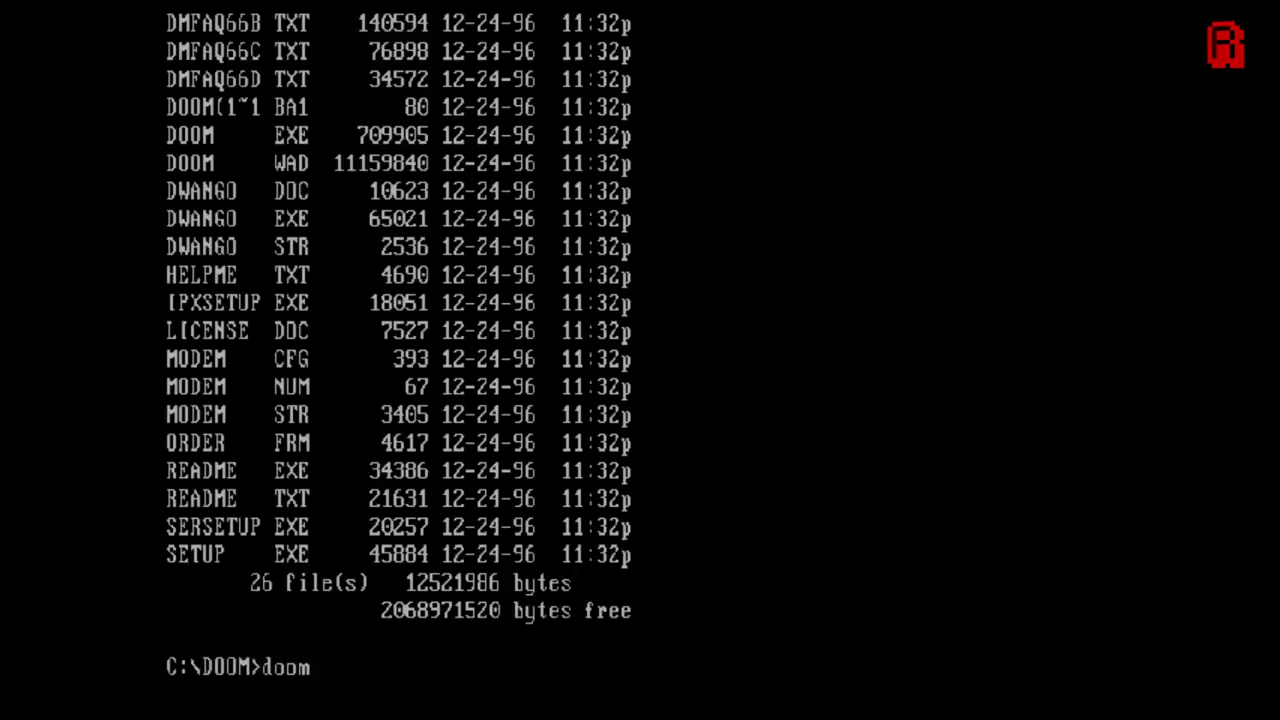 DMFAQ66B TXT 140594 12-24-96 11:32p
DMFAQ66C TXT 76898 12-24-96 11:32p
DMFAQ66D TXT 34572 12-24-96 11:32p
DOOM(1~1 BA1 80 12-24-96 11:32p
DOOM EXE 709905 12-24-96 11:32p
DOOM WAD 11159840 12-24-96 11:32p
DWANGO DOC 10623 12-24-96 11:32p
DWANGO EXE 65021 12-24-96 11:32p
DWANGO STR 2536 12-24-96 11:32p
HELPME TXT 4690 12-24-96 11:32p
IPXSETUP EXE 18051 12-24-96 11:32p
LICENSE DOC 7527 12-24-96 11:32p
MODEM CFG 393 12-24-96 11:32p
MODEM NUM 67 12-24-96 11:32p
MODEM STR 3405 12-24-96 11:32p
ORDER FRM 4617 12-24-96 11:32p
README EXE 34386 12-24-96 11:32p
README TXT 21631 12-24-96 11:32p
SERSETUP EXE 20257 12-24-96 11:32p
SETUP EXE 45884 12-24-96 11:32p
26 file(s) 12521986 bytes
2068971520 bytes free
C:\DOOM>doom
R